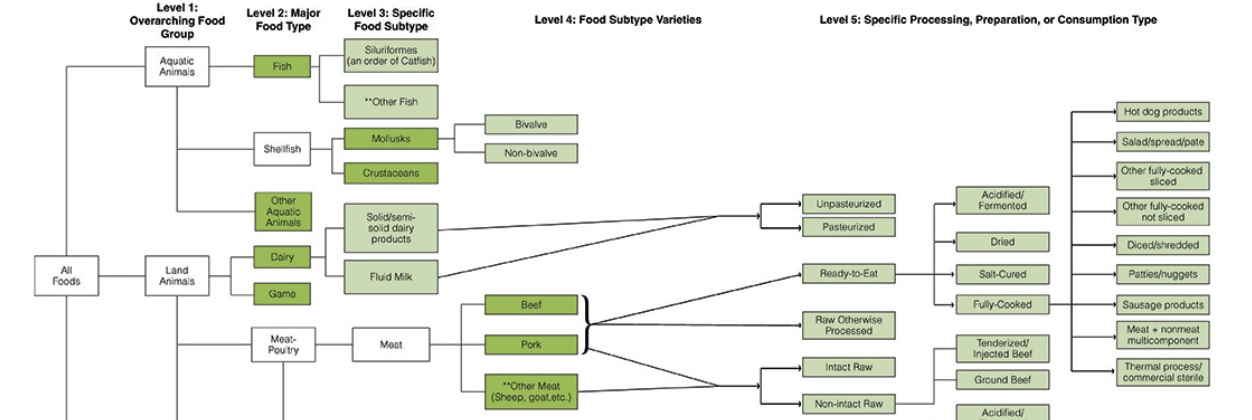 Level 1:
Overarching Food
Group
Level 2: Major
Food Type
Level 3: Specific
Food Subtype
Level 4: Food Subtype Varieties
Level 5: Specific Processing, Preparation, or Consumption Type
All
Foods
Aquatic
Animals
Fish
Siluriformes
(an order of Catfish)
**Other Fish
Shellfish
Mollusks
Bivalve
Non-bivalve
Crustaceans
Other
Aquatic
Animals
Land
Animals
Dairy
Solid/semi-
solid dairy
products
Fluid Milk
Unpasteurized
Pasteurized
Game
Meat-
Poultry
Meat
Beef
Pork
**Other Meat
(Sheep, goat,etc.)
Ready-to-Eat
Raw Otherwise
Processed
Intact Raw
Non-intact Raw
Acidified/
Fermented
Dried
Salt-Cured
Fully-Cooked
Tenderized/
Injected Beef
Ground Beef
Acidified/
Hot dog products
Salad/spread/pate
Other fully-cooked
sliced
Other fully-cooked
not sliced
Diced/shredded
Patties/nuggets
Sausage products
Meat + nonmeat
multicomponent
Thermal process/
commercial sterile